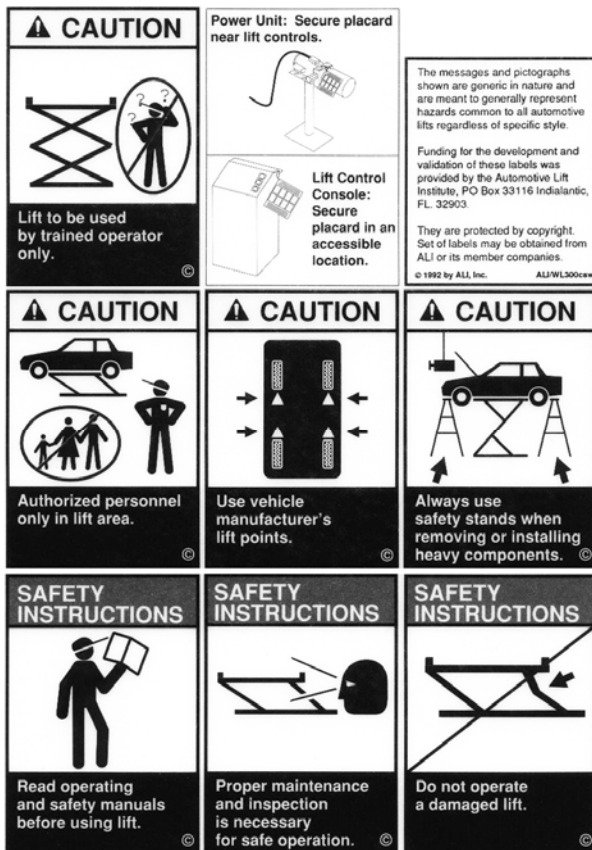 CAUTION
Lift to be used
by trained operator
only.
©
Power Unit: Secure placard
near lift controls.
Lift Control
Console:
Secure
placard in an
accessible
location.
The messages and pictographs
shown are generic in nature and
are meant to generally represent
hazards common to all automotive
lifts regardless of specific style.
Funding for the development and
validation of these labels was
provided by the Automotive Lift
Institute, PO Box 33116 Indialantic,
FL. 32903.
They are protected by copyright.
Set of labels may be obtained from
ALI or its member companies.
© 1992 by ALI, Inc. ALI/WL300csw
CAUTION
Authorized personnel
only in lift area.
©
CAUTION
Use vehicle
manufacturer's
lift points.
©
CAUTION
Always use
safety stands when
removing or installing
heavy components.
©
SAFETY
INSTRUCTIONS
Read operating
and safety manuals
before using lift.
©
SAFETY
INSTRUCTIONS
Proper maintenance
and inspection
is necessary
for safe operation.
©
SAFETY
INSTRUCTIONS
Do not operate
a damaged lift.
©